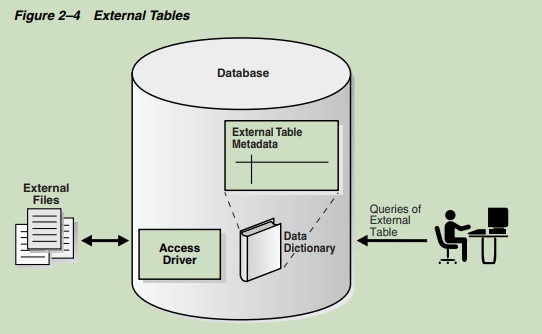 Figure 2–4 External Tables
Database
External Table
Metadata
External
Files
Access
Driver
Data
Dictionary
Queries of
External
Table